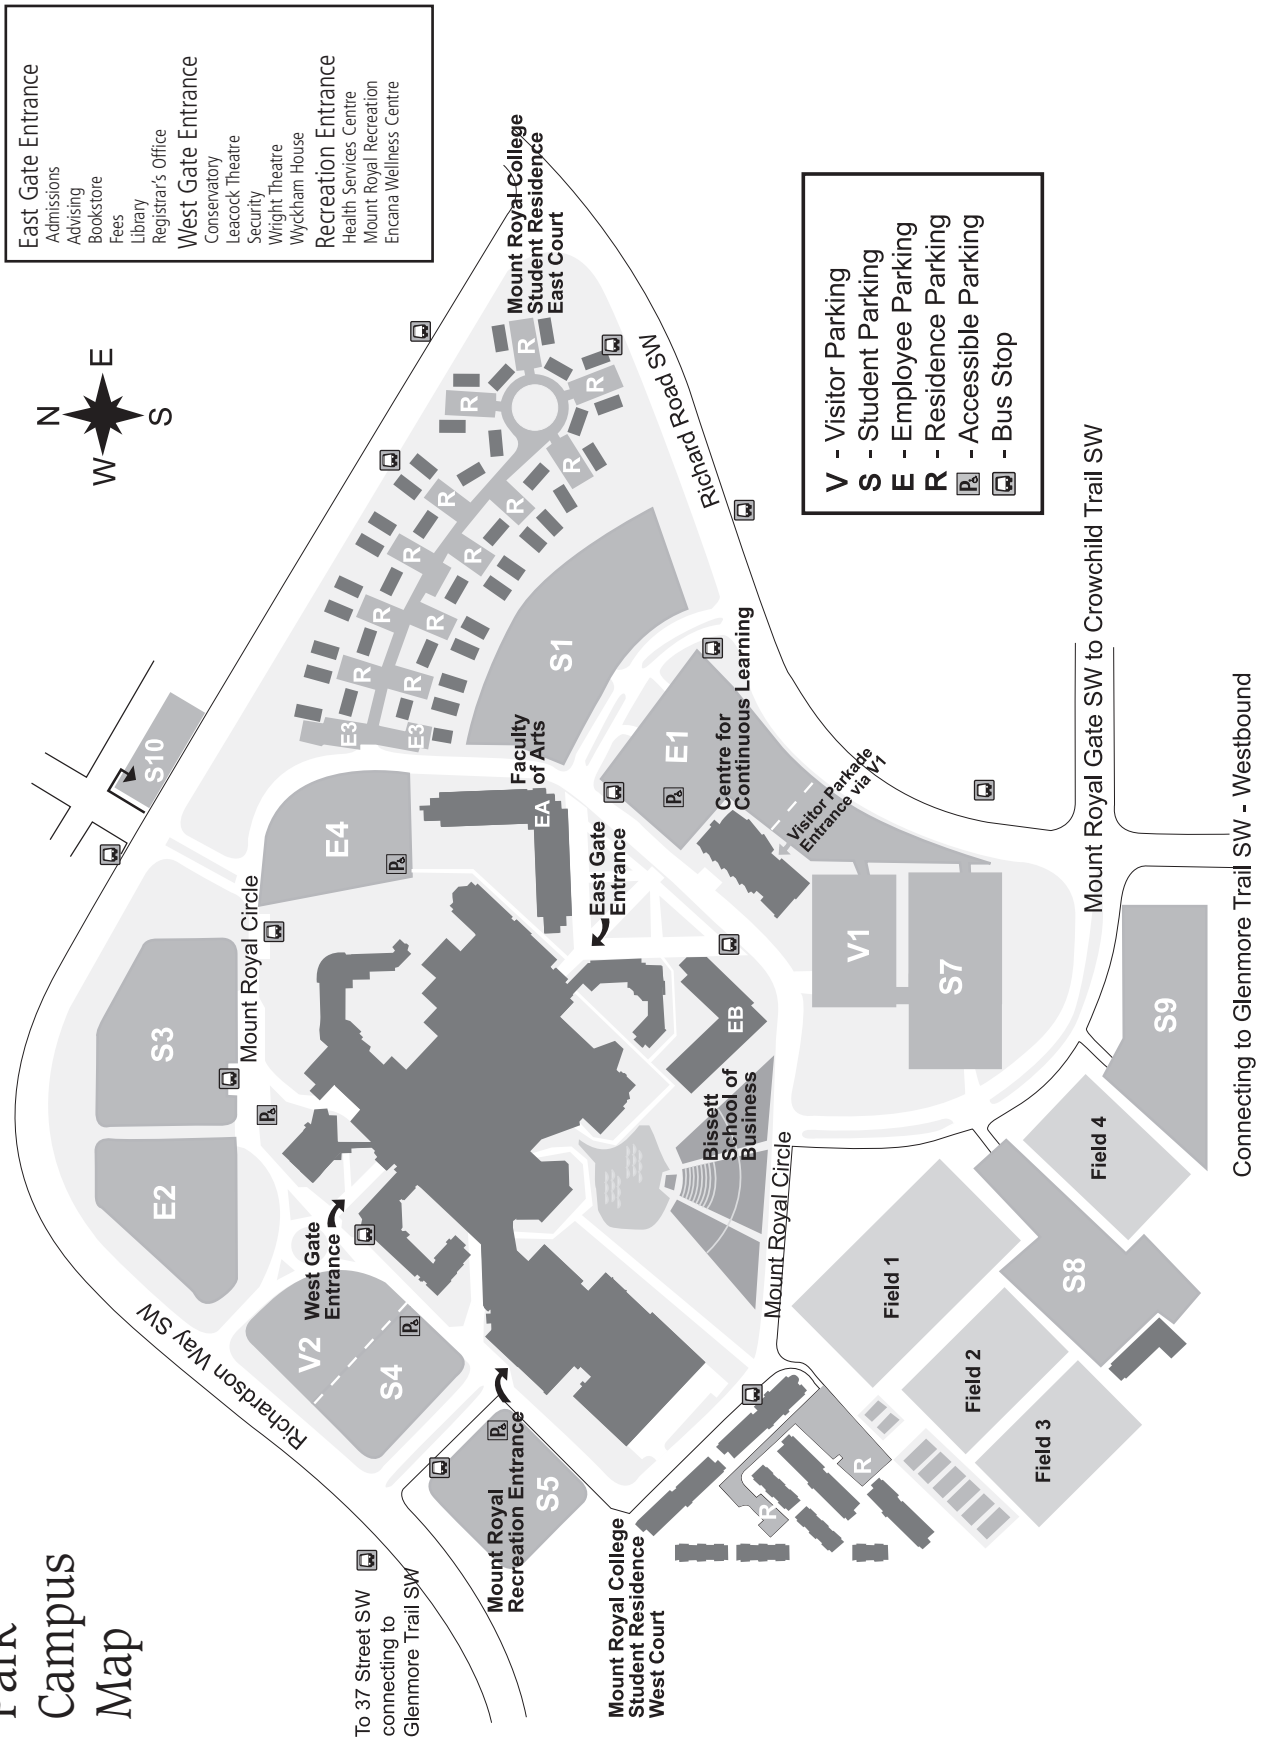 Campus
Map
East Gate Entrance
Admissions
Advising
Bookstore
Fees
Library
Registrar's Office
West Gate Entrance
Conservatory
Leacock Theatre
Security
Wright Theatre
Wyckham House
Recreation Entrance
Health Services Centre
Mount Royal Recreation
Encana Wellness Centre
N
W
E
S
S10
Mount Royal College
Student Residence
East Court
R
R
R
R
R
R
R
R
R
R
R
R
E3
E3
Richard Road SW
S1
E1
Faculty
of Arts
EA
E4
Mount Royal Circle
S3
E2
Richardson Way SW
V2
S4
West Gate
Entrance
East Gate
Entrance
Centre for
Continuous Learning
Visitor Parkade
Entrance via V1
V1
S7
EB
Bissett
School of
Business
Mount Royal Circle
S5
Mount Royal
Recreation Entrance
To 37 Street SW
connecting to
Glenmore Trail SW
Mount Royal College
Student Residence
West Court
R
R
Field 1
Field 2
Field 3
Field 4
S8
S9
V - Visitor Parking
S - Student Parking
E - Employee Parking
R - Residence Parking
- Accessible Parking
- Bus Stop
Mount Royal Gate SW to Crowchild Trail SW
Connecting to Glenmore Trail SW - Westbound